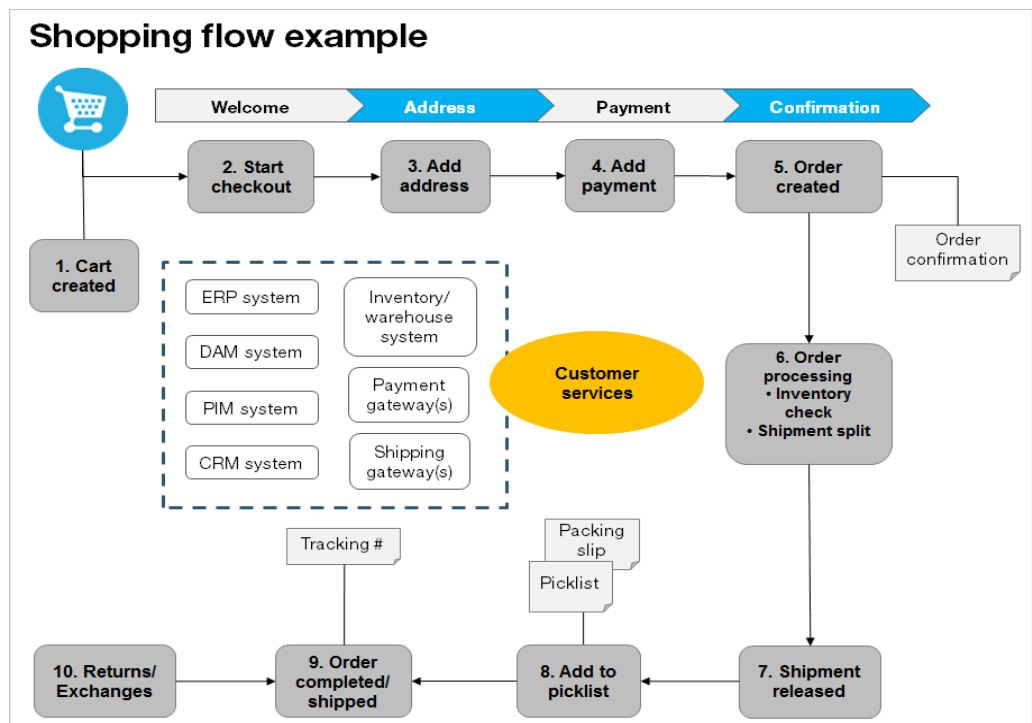 Shopping flow example
Welcome
Address
Payment
Confirmation
2. Start
checkout
3. Add
address
4. Add
payment
5. Order
created
Order
confirmation
1. Cart
created
ERP system
DAM system
PIM system
CRM system
Inventory/
warehouse
system
Payment
gateway(s)
Shipping
gateway(s)
Customer
services
6. Order
processing
• Inventory
check
• Shipment split
Tracking #
Packing
slip
Picklist
10. Returns/
Exchanges
9. Order
completed/
shipped
8. Add to
picklist
7. Shipment
released